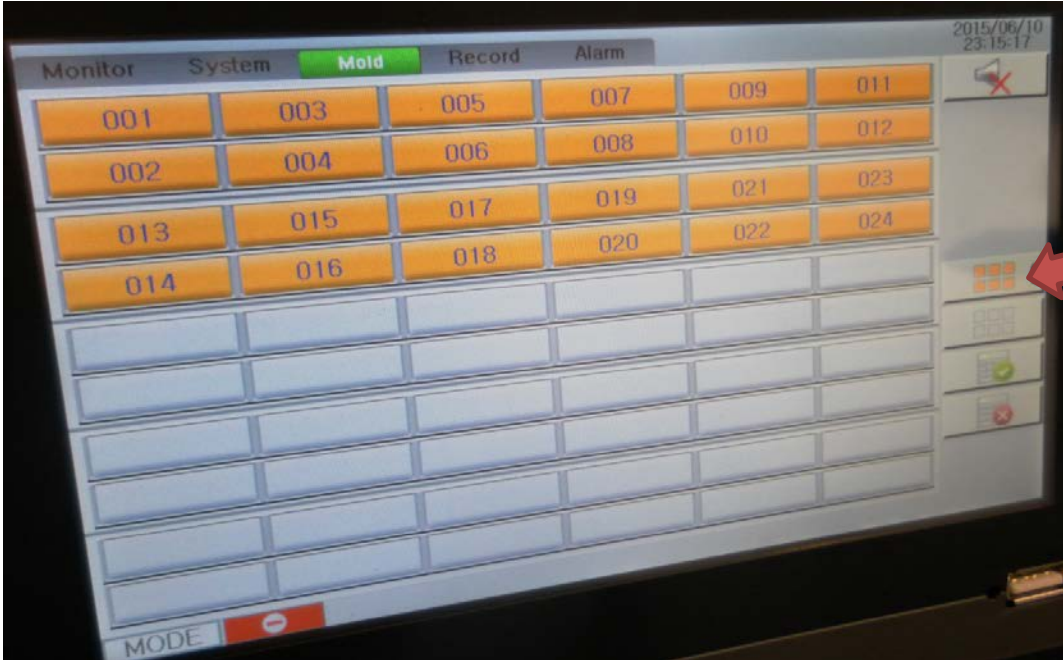 2015/06/10
23:15:17
Monitor System Mold Record Alarm
001 003 005 007 009 011
002 004 006 008 010 012
013 015 017 019 021 023
014 016 018 020 022 024
MODE